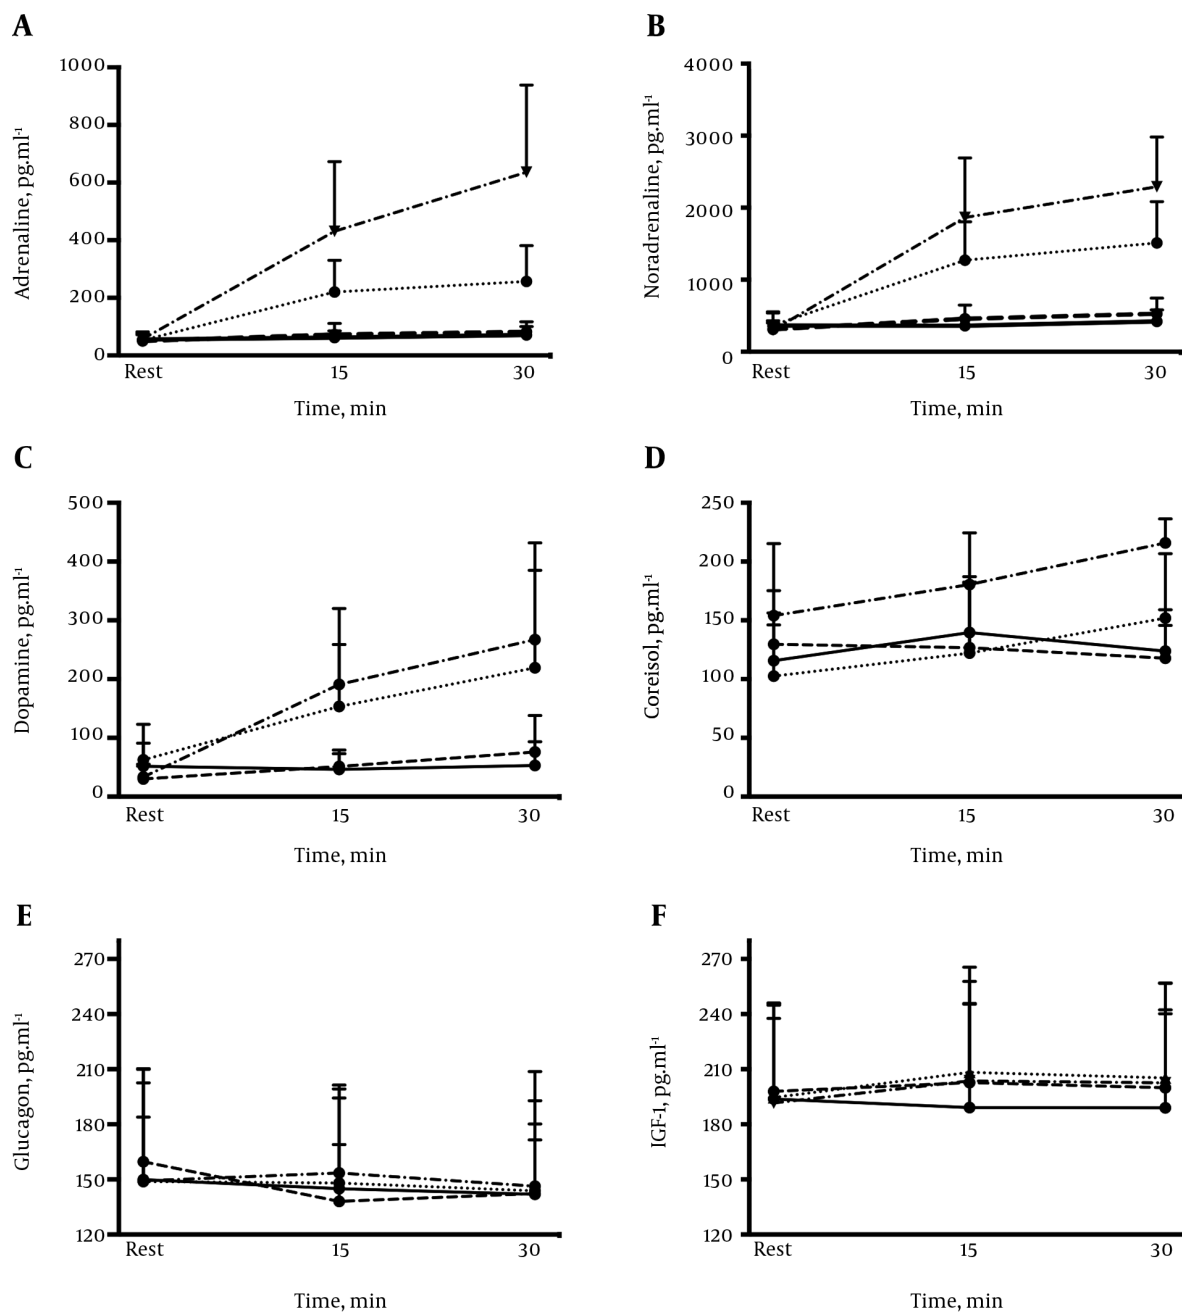 A
Adrenaline, pg.ml-1
1000
800
600
400
200
0
Rest 15 30
Time, min
B
Noradrenaline, pg.ml-1
4000
3000
2000
1000
0
Rest 15 30
Time, min
C
Dopamine, pg.ml-1
500
400
300
200
100
0
Rest 15 30
Time, min
D
Coreisol, pg.ml-1
250
200
150
100
50
0
Rest 15 30
Time, min
E
Glucagon, pg.ml-1
270
240
210
180
150
120
Rest 15 30
Time, min
F
IGF-1, pg.ml-1
270
240
210
180
150
120
Rest 15 30
Time, min